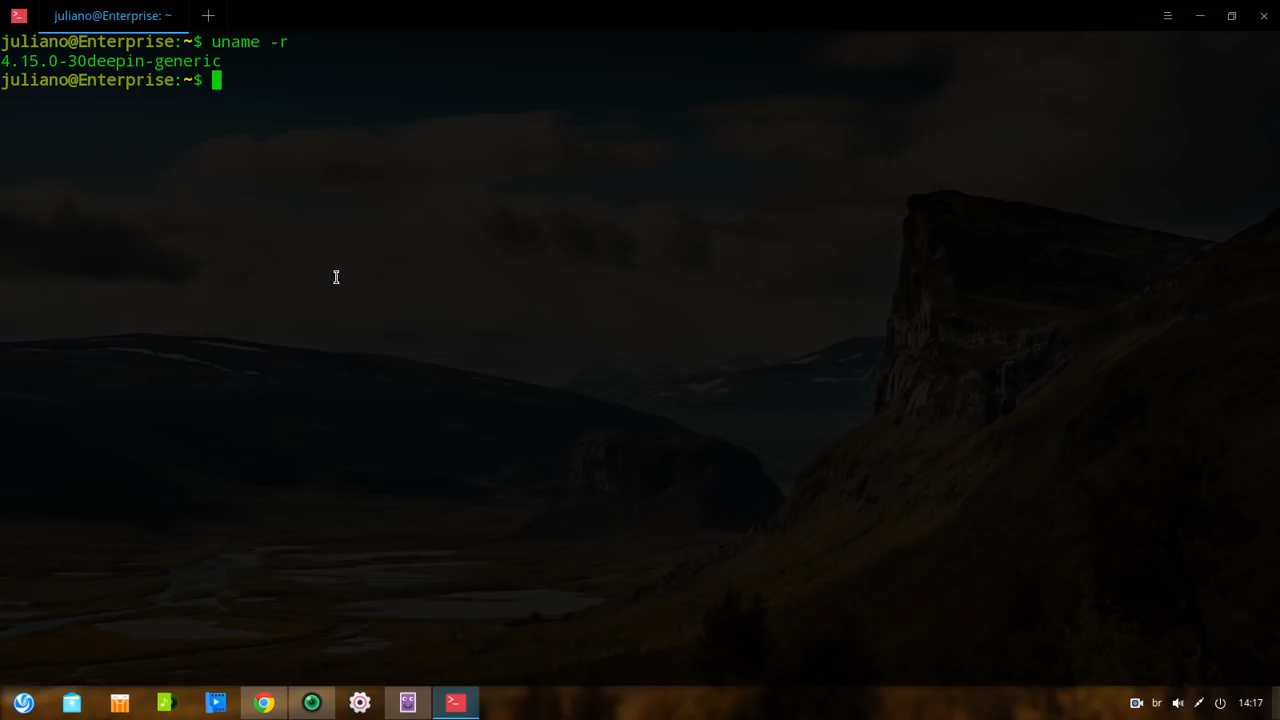 juliano@Enterprise: ~
juliano@Enterprise:~$ uname -r
4.15.0-30deepin-generic
juliano@Enterprise:~$
br
14:17